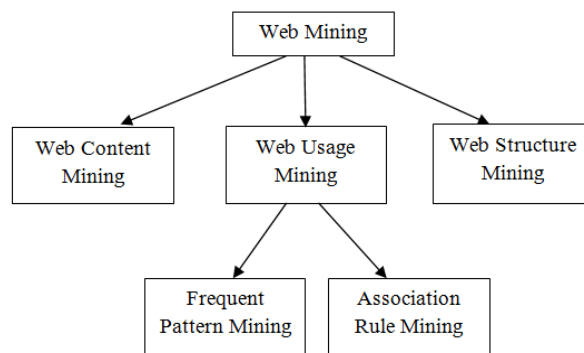 Web Mining
Web Content
Mining
Web Usage
Mining
Web Structure
Mining
Frequent
Pattern Mining
Association
Rule Mining